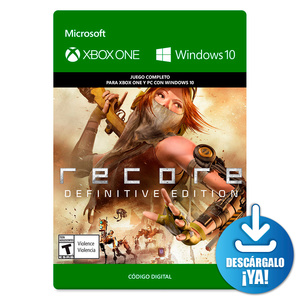 Microsoft
XBOX ONE Windows 10
JUEGO COMPLETO
PARA XBOX ONE Y PC CON WINDOWS 10
recore
DEFINITIVE EDITION
T
Violence
Violencia
CÓDIGO DIGITAL
DESCÁRGALO
¡YA!